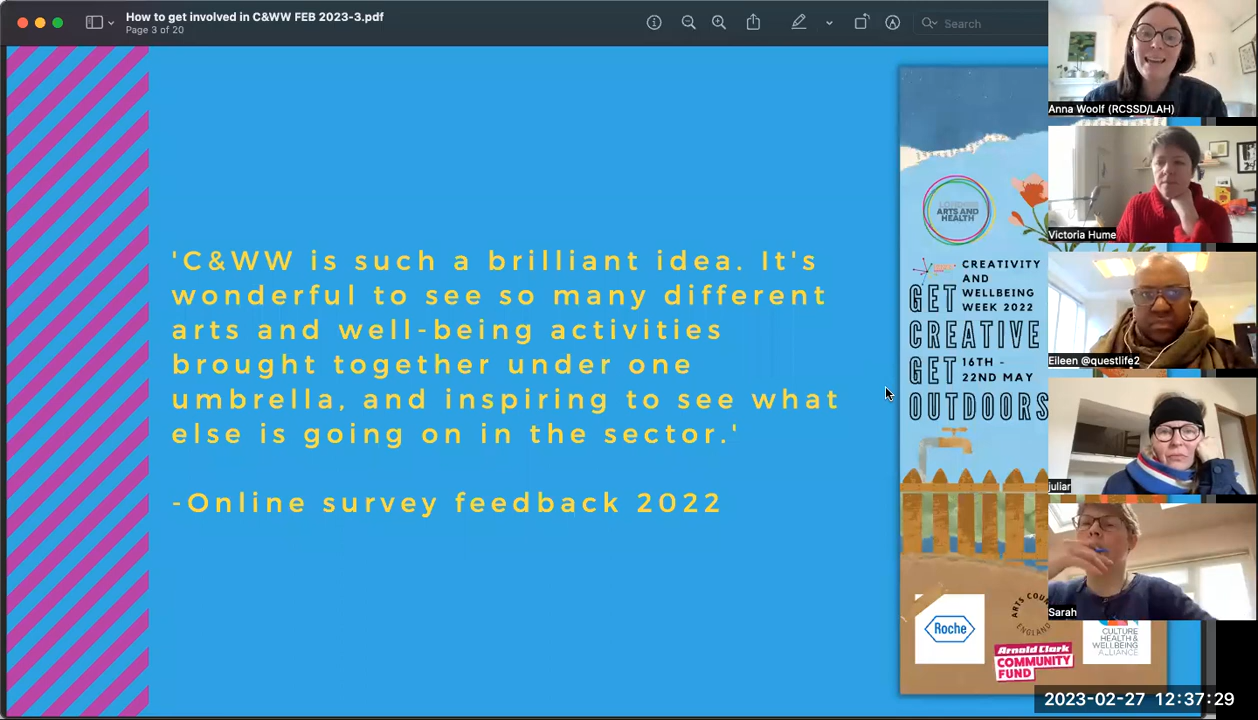 How to get involved in C&WW FEB 2023-3.pdf
Page 3 of 20
Search
'C&WW is such a brilliant idea. It's
wonderful to see so many different
arts and well-being activities
brought together under one
umbrella, and inspiring to see what
else is going on in the sector.'
-Online survey feedback 2022
LONDON
ARTS AND
HEALTH
CREATIVITY
AND
WELLBEING
WEEK 2022
GET
CREATIVE
GET
16TH -
22ND MAY
OUTDOORS
Roche
ARTS COU
ENGLAND
Arnold Clark
COMMUNITY
FUND
CULTURE
HEALTH &
WELLBEING
ALLIANCE
Anna Woolf (RCSSD/LAH)
Victoria Hume
Eileen @questlife2
juliar
Sarah
2023-02-27 12:37:29